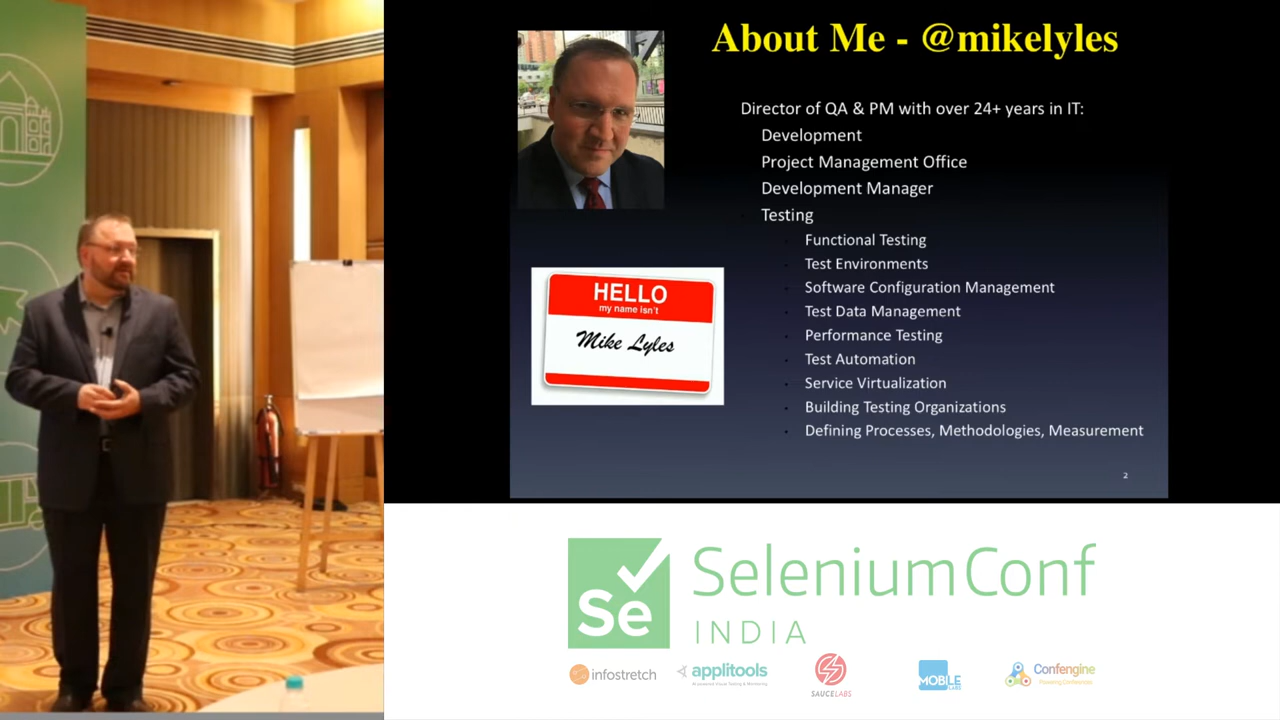 About Me - @mikelyles
Director of QA & PM with over 24+ years in IT:
Development
Project Management Office
Development Manager
Testing
Functional Testing
Test Environments
Software Configuration Management
Test Data Management
Performance Testing
Test Automation
Service Virtualization
Building Testing Organizations
Defining Processes, Methodologies, Measurement
HELLO
my name isn't
Mike Lyles
2
Se
SeleniumConf
INDIA
infostretch
applitools
SAUCELABS
MOBILE
LABS
Confengine